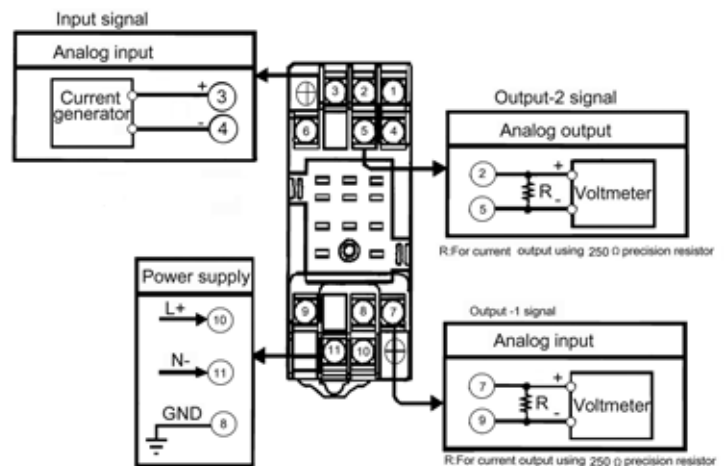 Input signal
Analog input
Current
generator
+
3
-
4
3
2
1
6
5
4
Output-2 signal
Analog output
2
+
R
Voltmeter
5
-
R:For current output using 250 Ω precision resistor
Power supply
L+
10
N-
11
GND
8
9
8
7
11
10
Output -1 signal
Analog input
7
+
R
Voltmeter
9
-
R:For current output using 250 Ω precision resistor